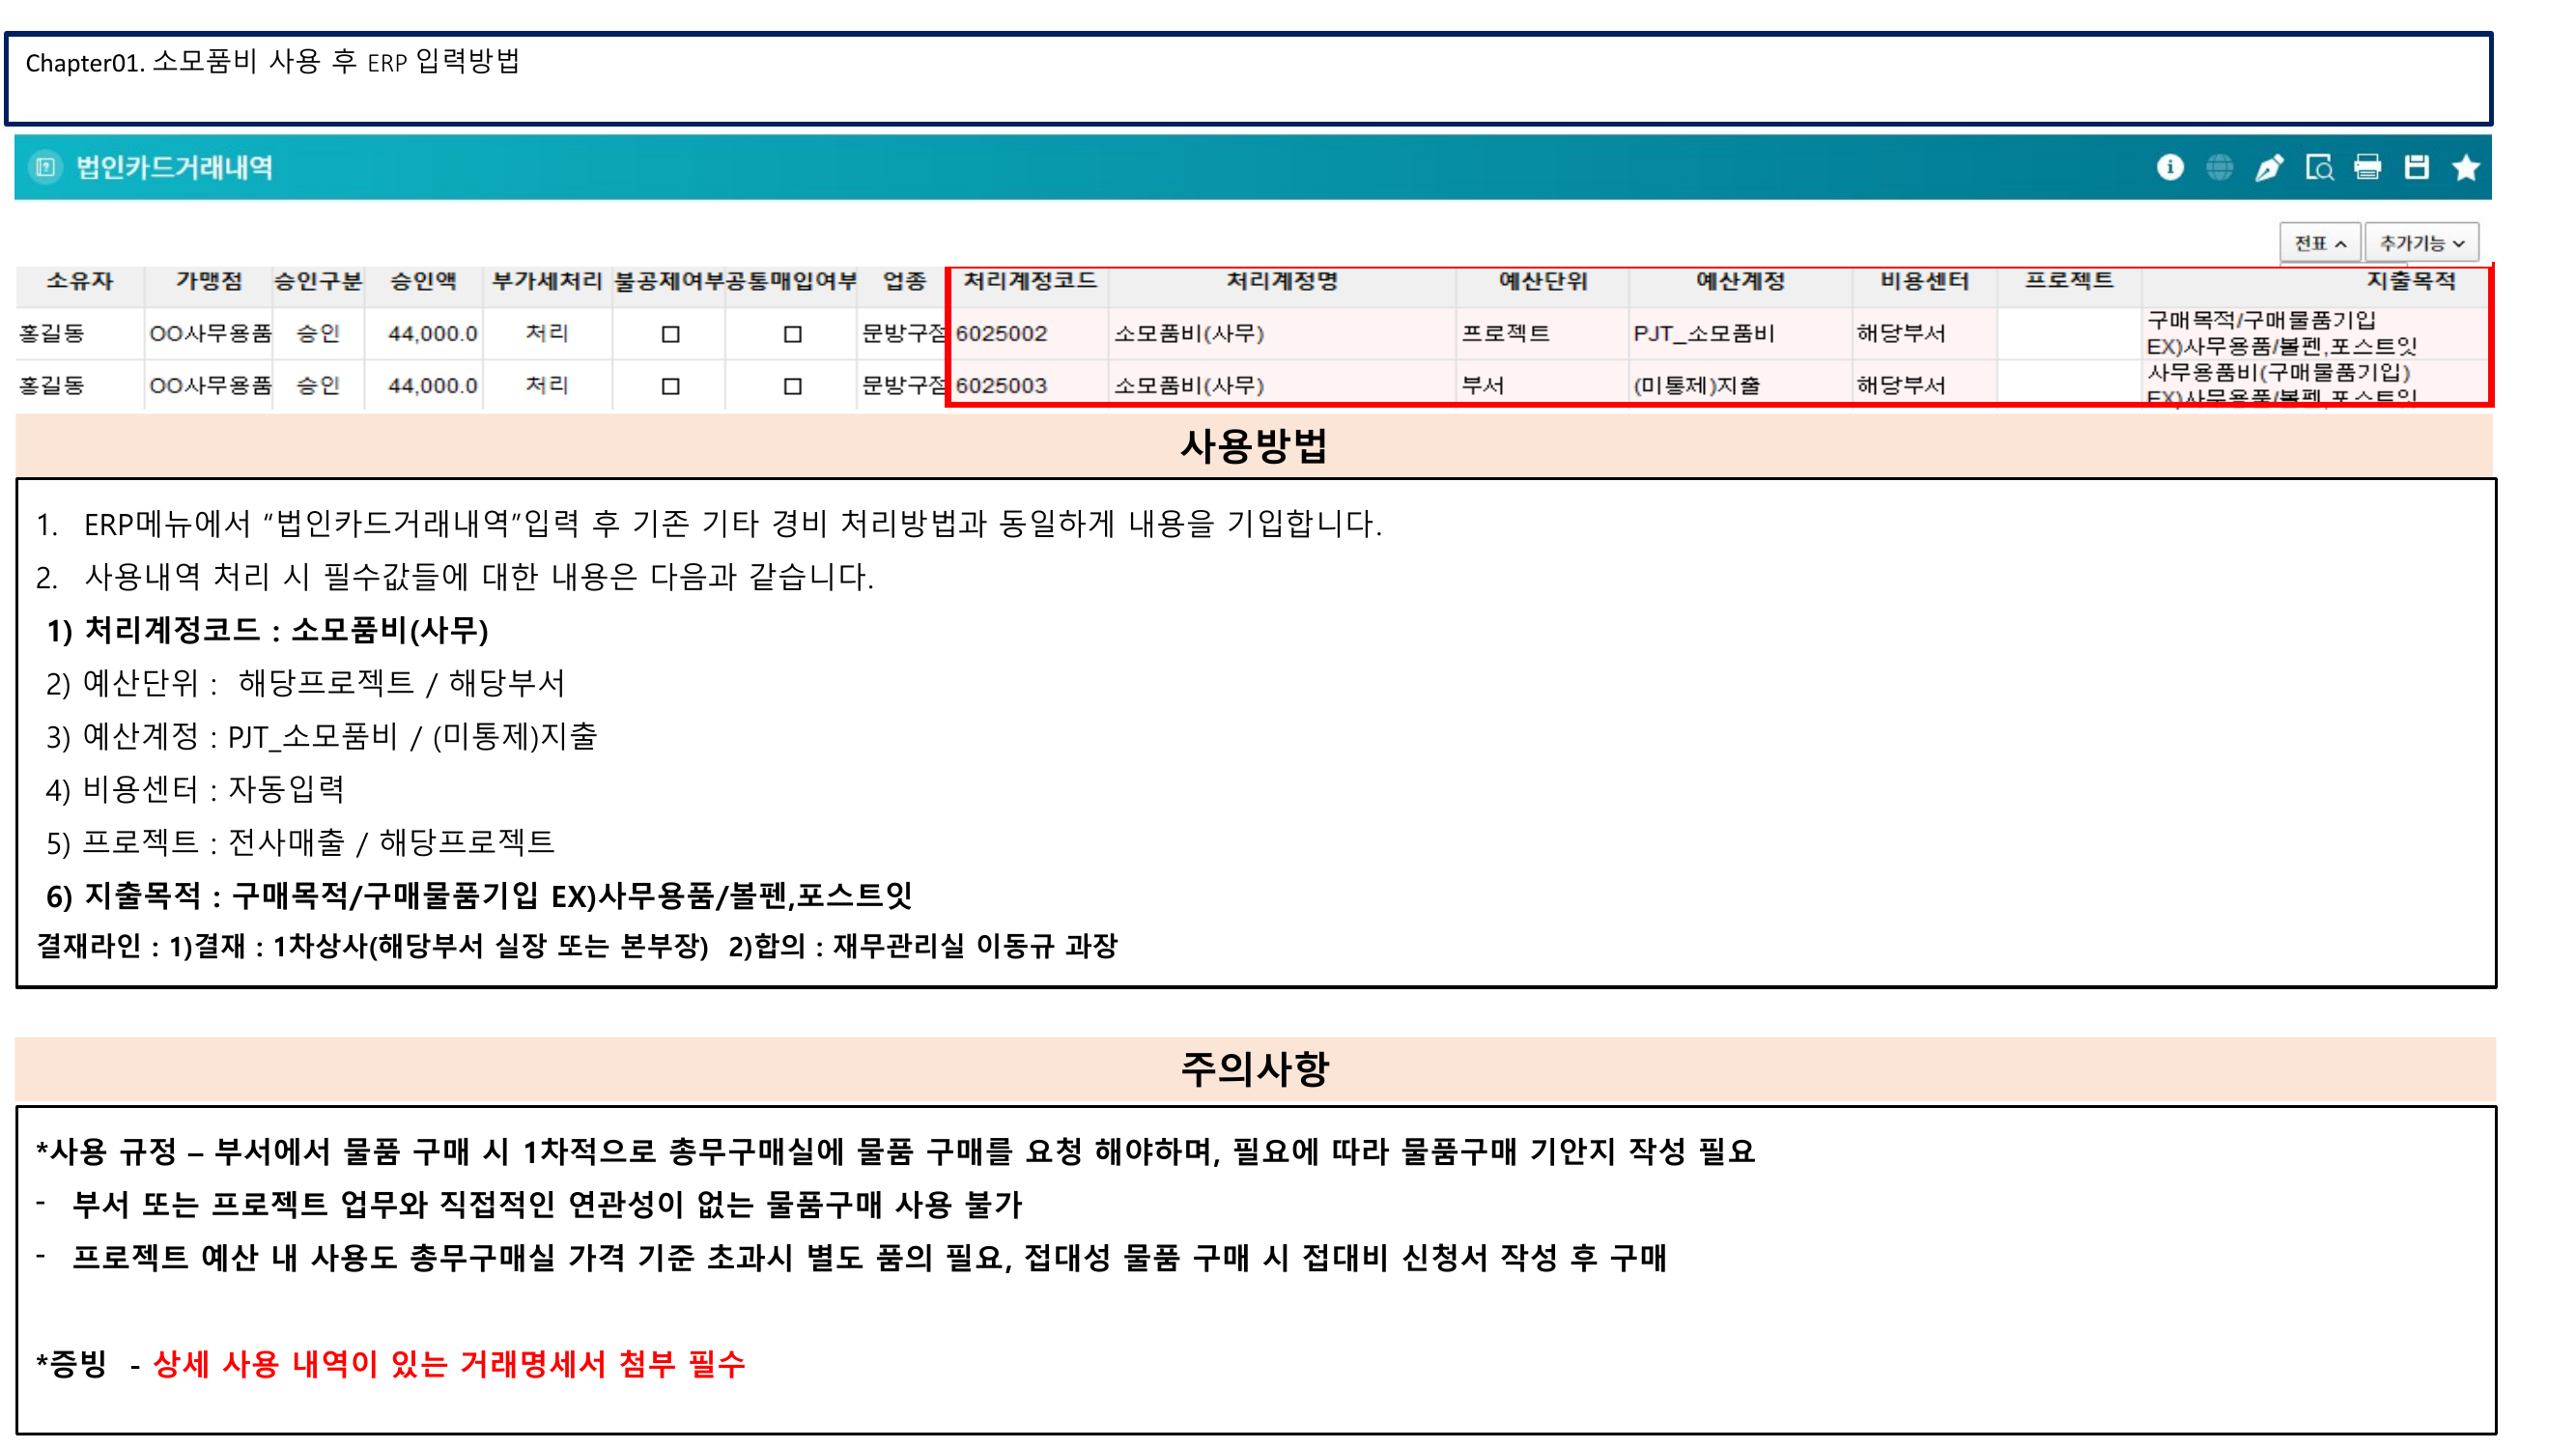 Chapter01. 소모품비 사용 후 ERP 입력방법
법인카드거래내역
전표 추가기능
소유자 가맹점 승인구분 승인액 부가세처리 불공제여부 공통매입여부 업종 처리계정코드 처리계정명 예산단위 예산계정 비용센터 프로젝트 지출목적
홍길동 OO사무용품 승인 44,000.0 처리 문방구점 6025002 소모품비(사무) 프로젝트 PJT_소모품비 해당부서 구매목적/구매물품기입
EX)사무용품/볼펜,포스트잇
홍길동 OO사무용품 승인 44,000.0 처리 문방구점 6025003 소모품비(사무) 부서 (미통제)지출 해당부서 사무용품비(구매물품기입)
EX)사무용품/볼펜,포스트잇
사용방법
1. ERP메뉴에서 “법인카드거래내역”입력 후 기존 기타 경비 처리방법과 동일하게 내용을 기입합니다.
2. 사용내역 처리 시 필수값들에 대한 내용은 다음과 같습니다.
1) 처리계정코드 : 소모품비(사무)
2) 예산단위 : 해당프로젝트 / 해당부서
3) 예산계정 : PJT_소모품비 / (미통제)지출
4) 비용센터 : 자동입력
5) 프로젝트 : 전사매출 / 해당프로젝트
6) 지출목적 : 구매목적/구매물품기입 EX)사무용품/볼펜,포스트잇
결재라인 : 1)결재 : 1차상사(해당부서 실장 또는 본부장) 2)합의 : 재무관리실 이동규 과장
주의사항
*사용 규정 – 부서에서 물품 구매 시 1차적으로 총무구매실에 물품 구매를 요청 해야하며, 필요에 따라 물품구매 기안지 작성 필요
- 부서 또는 프로젝트 업무와 직접적인 연관성이 없는 물품구매 사용 불가
- 프로젝트 예산 내 사용도 총무구매실 가격 기준 초과시 별도 품의 필요, 접대성 물품 구매 시 접대비 신청서 작성 후 구매
*증빙 - 상세 사용 내역이 있는 거래명세서 첨부 필수